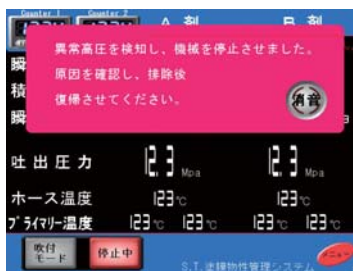 Counter 1 Counter 2
A 剤 B 剤
異常高圧を検知し、機械を停止させました。
原因を確認し、排除後
復帰させてください。
消音
瞬
積
瞬
吐出圧力 12.3 Mpa 12.3 Mpa
ホース温度 123℃ 123℃
プライマリー温度 123℃ 123℃ 123℃ 123℃
吹付
モード
停止中
S.T.塗膜物性管理システム
メニュー